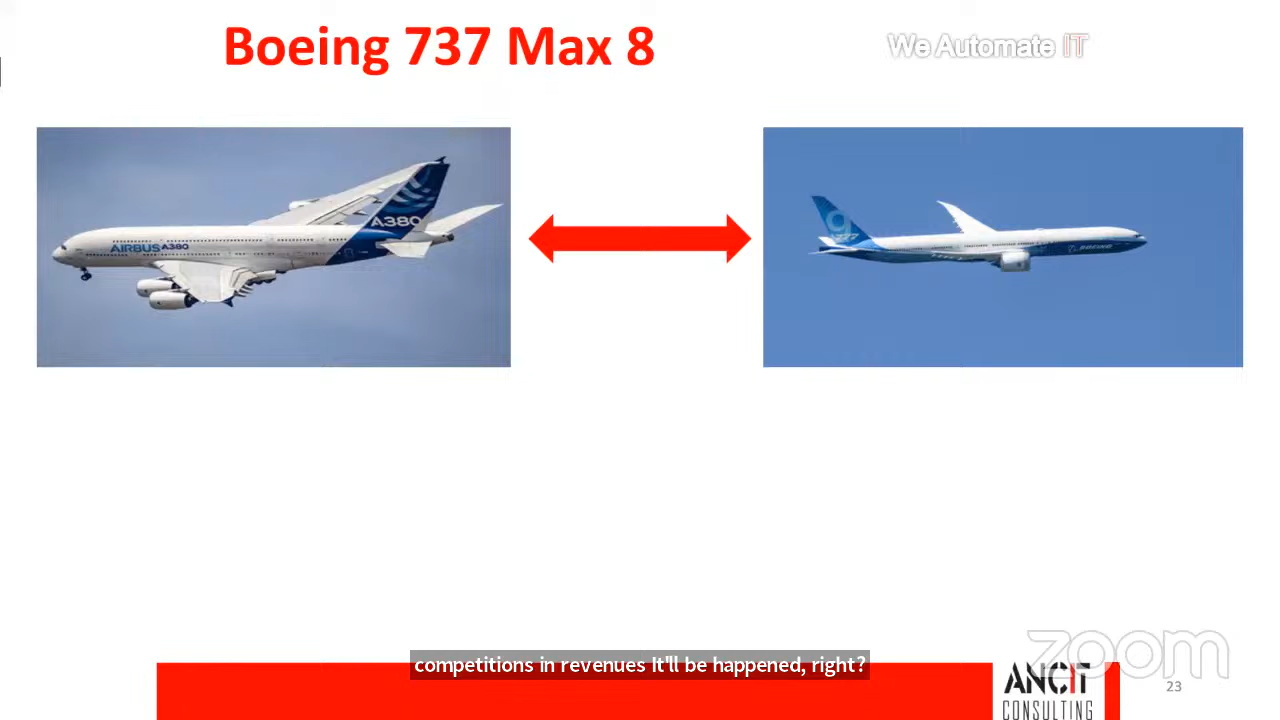 Boeing 737 Max 8
We Automate IT
AIRBUS A380
A380
9
777
BOEING
competitions in revenues It'll be happened, right?
zoom
ANCIT
CONSULTING
23